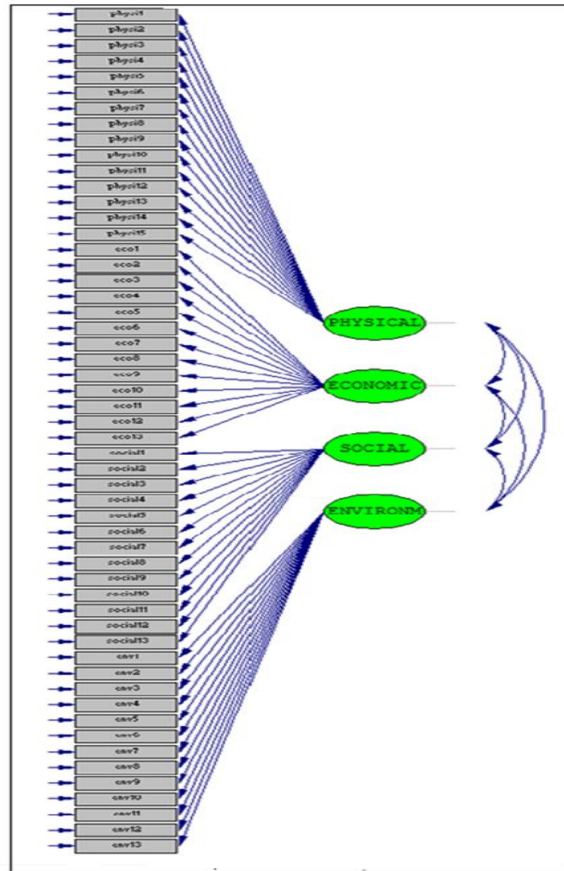 physi1
physi2
physi3
physi4
physi5
physi6
physi7
physi8
physi9
physi10
physi11
physi12
physi13
physi14
physi15
eco1
eco2
eco3
eco4
eco5
eco6
eco7
eco8
eco9
eco10
eco11
eco12
eco13
social1
social2
social3
social4
social5
social6
social7
social8
social9
social10
social11
social12
social13
env1
env2
env3
env4
env5
env6
env7
env8
env9
env10
env11
env12
env13
PHYSICAL
ECONOMIC
SOCIAL
ENVIRONM